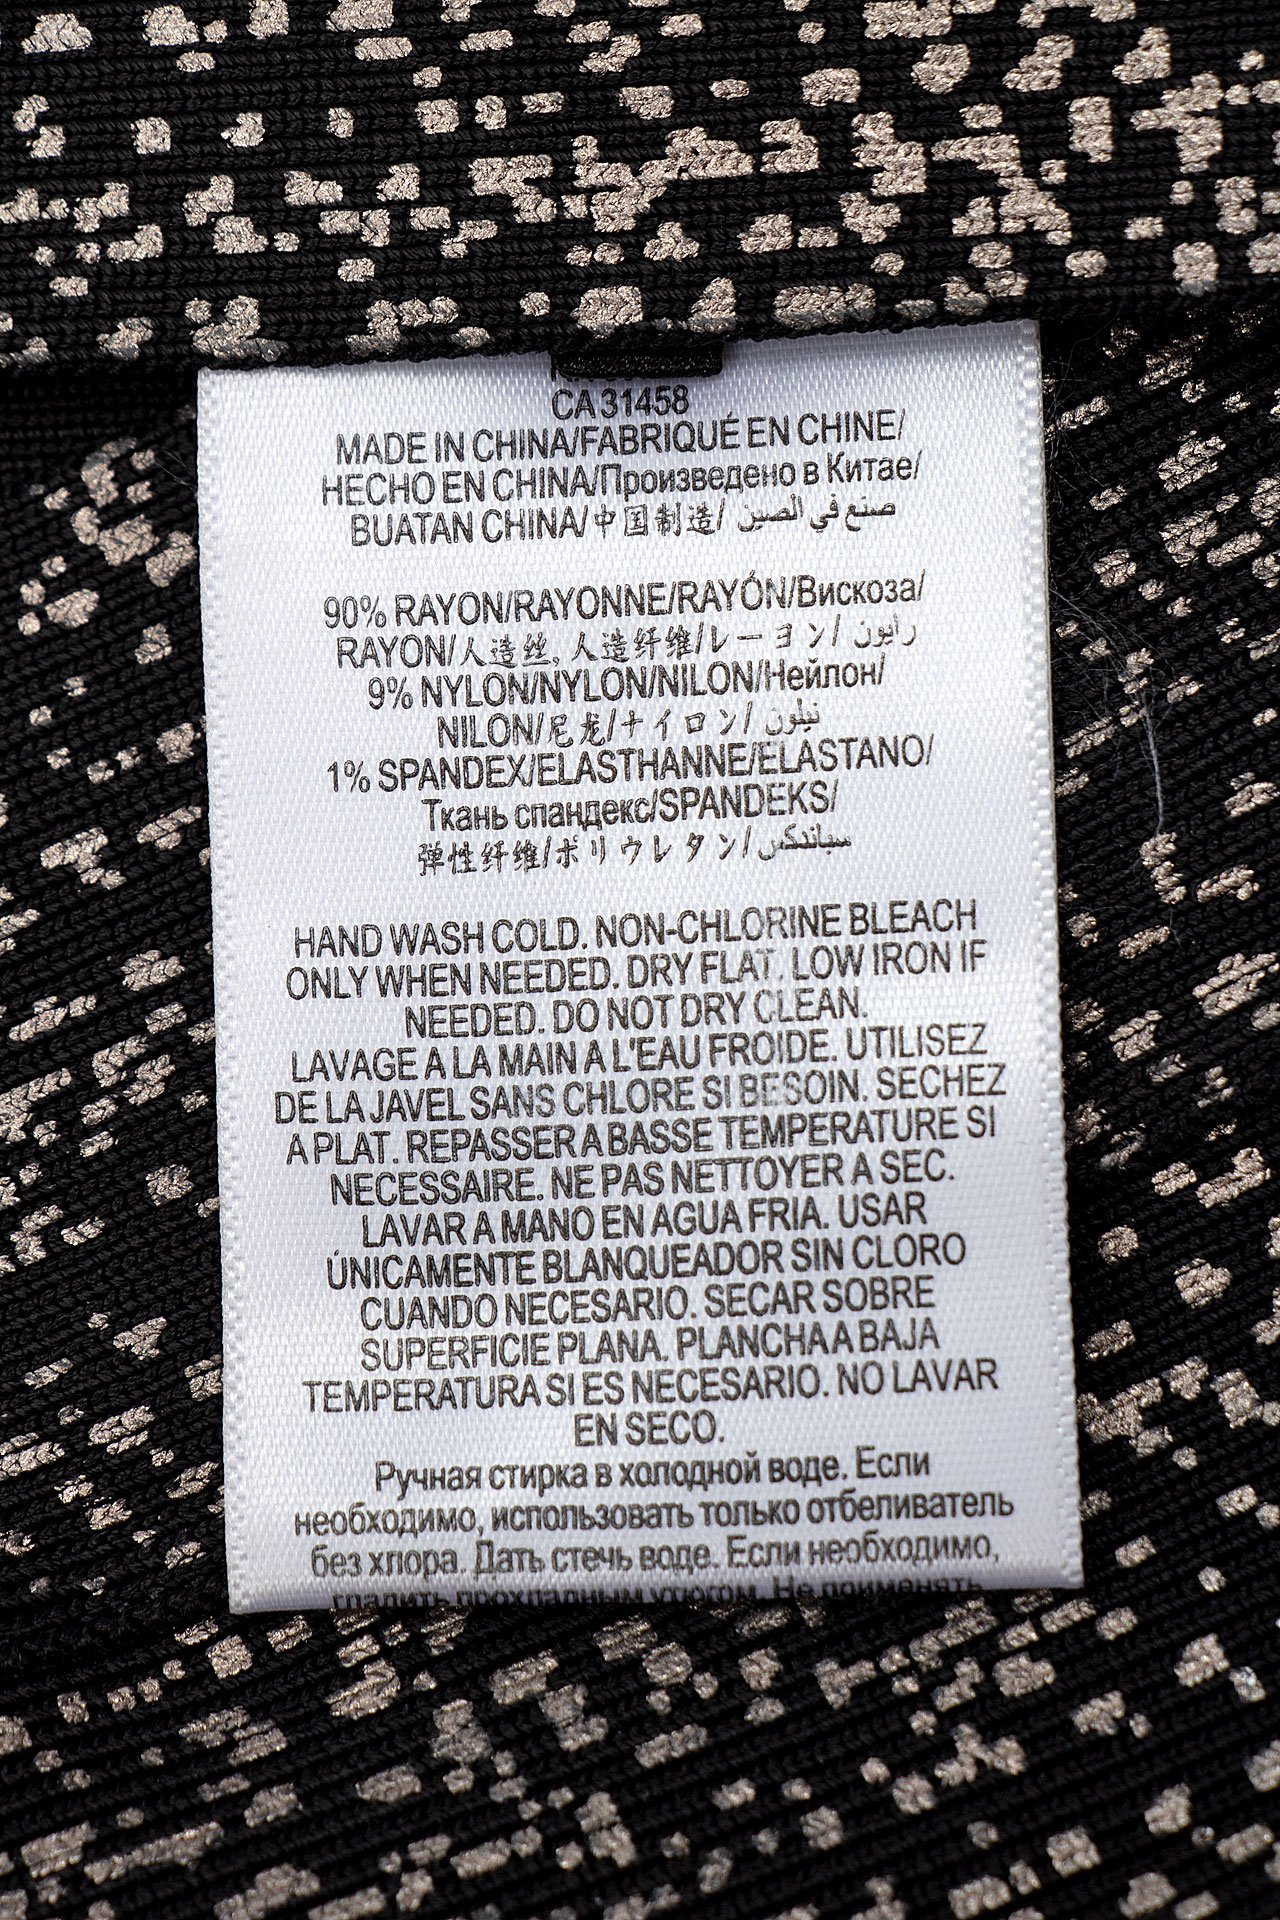 CA 31458
MADE IN CHINA/FABRIQUÉ EN CHINE/
HECHO EN CHINA/Произведено в Китае/
BUATAN CHINA/中国制造/ صنع في الصين
90% RAYON/RAYONNE/RAYÓN/Вискоза/
RAYON/人造丝, 人造纤维/レーヨン/ رايون
9% NYLON/NYLON/NILON/Нейлон/
NILON/尼龙/ナイロン/ نيلون
1% SPANDEX/ELASTHANNE/ELASTANO/
Ткань спандекс/SPANDEKS/
弹性纤维/ポリウレタン/ سباندكس
HAND WASH COLD. NON-CHLORINE BLEACH
ONLY WHEN NEEDED. DRY FLAT. LOW IRON IF
NEEDED. DO NOT DRY CLEAN.
LAVAGE A LA MAIN A L'EAU FROIDE. UTILISEZ
DE LA JAVEL SANS CHLORE SI BESOIN. SECHEZ
A PLAT. REPASSER A BASSE TEMPERATURE SI
NECESSAIRE. NE PAS NETTOYER A SEC.
LAVAR A MANO EN AGUA FRIA. USAR
ÚNICAMENTE BLANQUEADOR SIN CLORO
CUANDO NECESARIO. SECAR SOBRE
SUPERFICIE PLANA. PLANCHA A BAJA
TEMPERATURA SI ES NECESARIO. NO LAVAR
EN SECO.
Ручная стирка в холодной воде. Если
необходимо, использовать только отбеливатель
без хлора. Дать стечь воде. Если необходимо,
гладить прохладным утюгом. Не применять